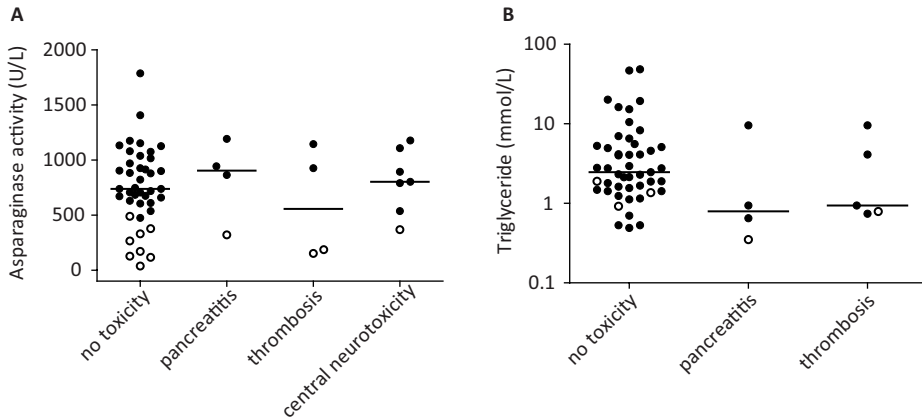 A
Asparaginase activity (U/L)
2000
1500
1000
500
0
no toxicity
pancreatitis
thrombosis
central neurotoxicity
B
Triglyceride (mmol/L)
100
10
1
0.1
no toxicity
pancreatitis
thrombosis